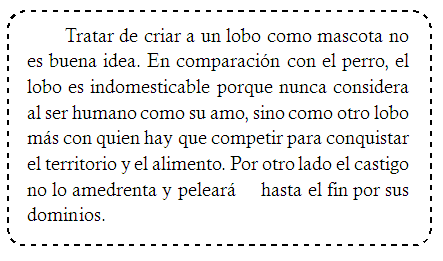 Tratar de criar a un lobo como mascota no
es buena idea. En comparación con el perro, el
lobo es indomesticable porque nunca considera
al ser humano como su amo, sino como otro lobo
más con quien hay que competir para conquistar
el territorio y el alimento. Por otro lado el castigo
no lo amedrenta y peleará hasta el fin por sus
dominios.